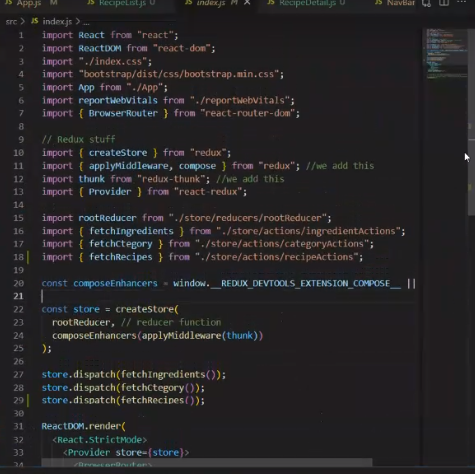 App.js M RecipeList.js U index.js M RecipeDetail.js U NavBar
src > index.js > ...
1 import React from "react";
2 import ReactDOM from "react-dom";
3 import "./index.css";
4 import "bootstrap/dist/css/bootstrap.min.css";
5 import App from "./App";
6 import reportWebVitals from "./reportWebVitals";
7 import { BrowserRouter } from "react-router-dom";
8
9 // Redux stuff
10 import { createStore } from "redux";
11 import { applyMiddleware, compose } from "redux"; //we add this
12 import thunk from "redux-thunk"; //we add this
13 import { Provider } from "react-redux";
14
15 import rootReducer from "./store/reducers/rootReducer";
16 import { fetchIngredients } from "./store/actions/ingredientActions";
17 import { fetchCtegory } from "./store/actions/categoryActions";
18 import { fetchRecipes } from "./store/actions/recipeActions";
19
20 const composeEnhancers = window.__REDUX_DEVTOOLS_EXTENSION_COMPOSE__ ||
21
22 const store = createStore(
23 rootReducer, // reducer function
24 composeEnhancers(applyMiddleware(thunk))
25 );
26
27 store.dispatch(fetchIngredients());
28 store.dispatch(fetchCtegory());
29 store.dispatch(fetchRecipes());
30
31 ReactDOM.render(
32 <React.StrictMode>
33 <Provider store={store}>
34 <BrowserRouter>